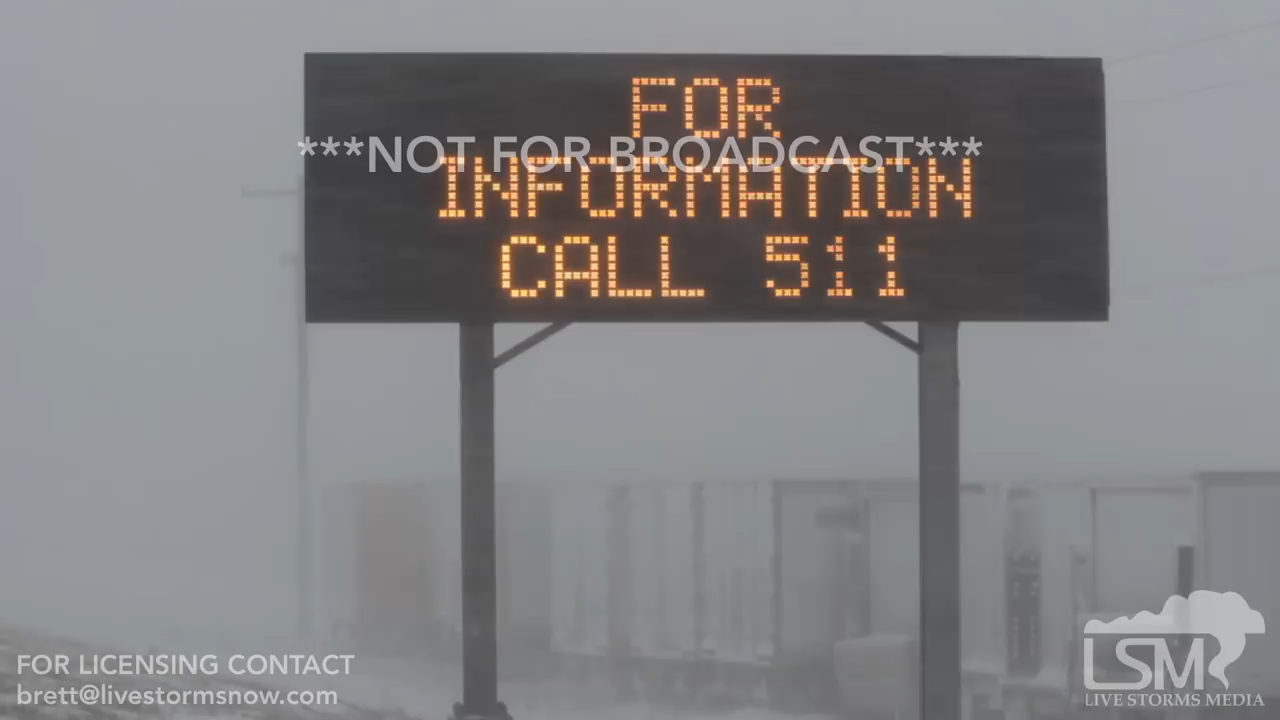 FOR
***NOT FOR BROADCAST***
INFORMATION
CALL 511
FOR LICENSING CONTACT
brett@livestormsnow.com
LSM
LIVE STORMS MEDIA